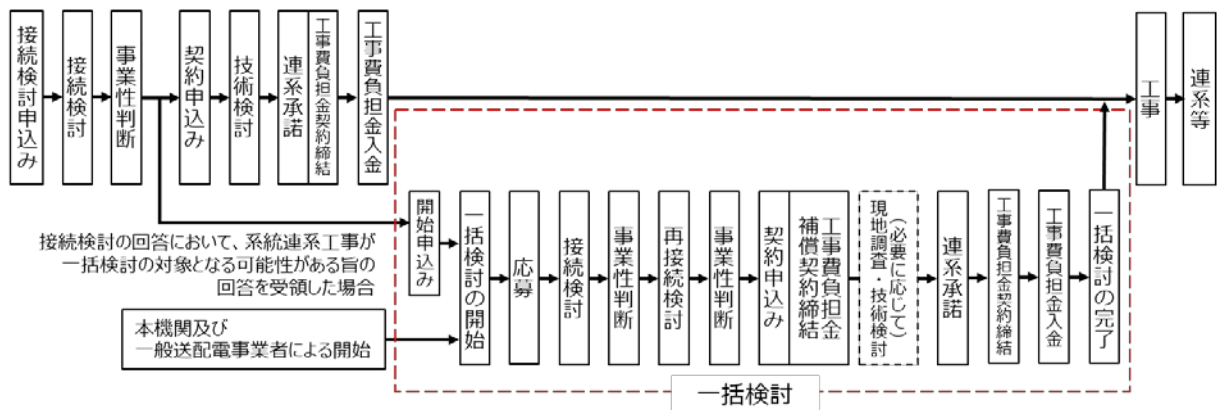 接続検討申込み
接続検討
事業性判断
契約申込み
技術検討
連系承諾
工事費負担金契約締結
工事費負担金入金
工事
連系等
接続検討の回答において、系統連系工事が
一括検討の対象となる可能性がある旨の
回答を受領した場合
本機関及び
一般送配電事業者による開始
開始申込み
一括検討の開始
応募
接続検討
事業性判断
再接続検討
事業性判断
契約申込み
工事費負担金
補償契約締結
(必要に応じて)
現地調査・技術検討
連系承諾
工事費負担金契約締結
工事費負担金入金
一括検討の完了
一括検討